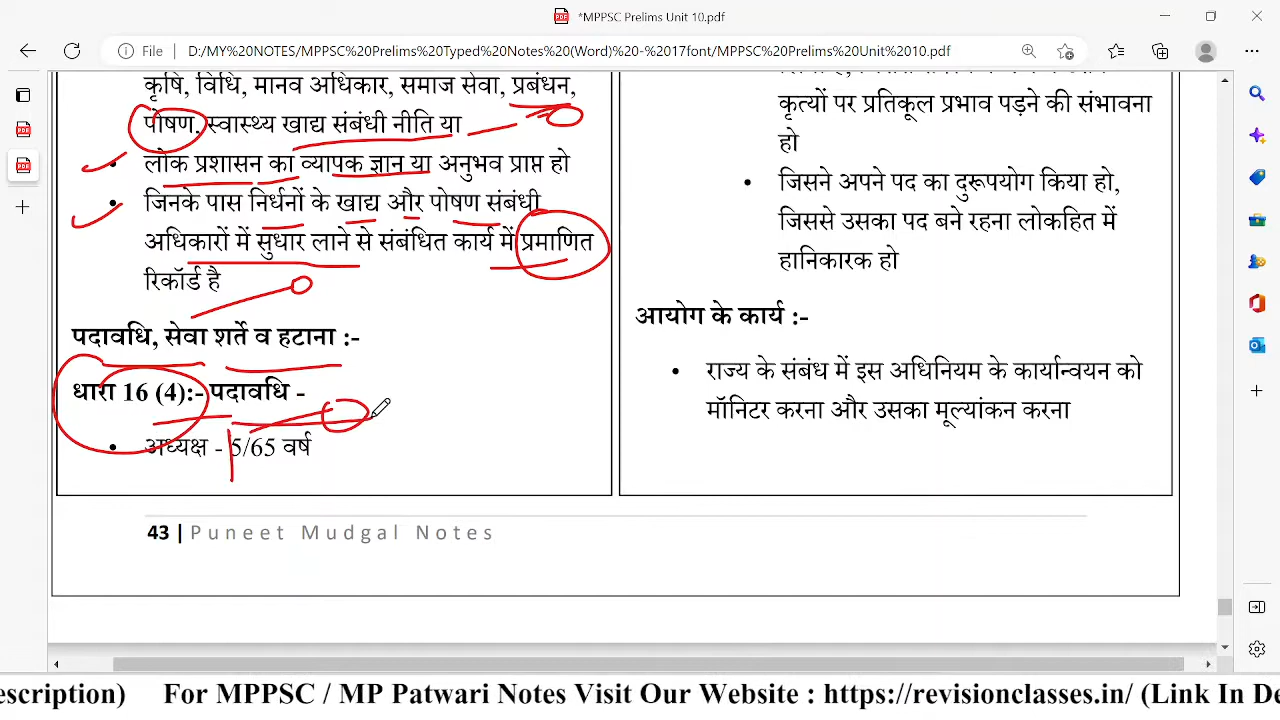 *MPPSC Prelims Unit 10.pdf
File
D:/MY%20NOTES/MPPSC%20Prelims%20Typed%20Notes%20(Word)%20-%2017font/MPPSC%20Prelims%20Unit%2010.pdf
कृषि, विधि, मानव अधिकार, समाज सेवा, प्रबंधन,
पोषण, स्वास्थ्य खाद्य संबंधी नीति या
• लोक प्रशासन का व्यापक ज्ञान या अनुभव प्राप्त हो
• जिनके पास निर्धनों के खाद्य और पोषण संबंधी
अधिकारों में सुधार लाने से संबंधित कार्य में प्रमाणित
रिकॉर्ड है
पदावधि, सेवा शर्ते व हटाना :-
धारा 16 (4):- पदावधि -
• अध्यक्ष - 5/65 वर्ष
कृत्यों पर प्रतिकूल प्रभाव पड़ने की संभावना
हो
• जिसने अपने पद का दुरूपयोग किया हो,
जिससे उसका पद बने रहना लोकहित में
हानिकारक हो
आयोग के कार्य :-
• राज्य के संबंध में इस अधिनियम के कार्यान्वयन को
मॉनिटर करना और उसका मूल्यांकन करना
43 | Puneet Mudgal Notes
escription) For MPPSC / MP Patwari Notes Visit Our Website : https://revisionclasses.in/ (Link In De